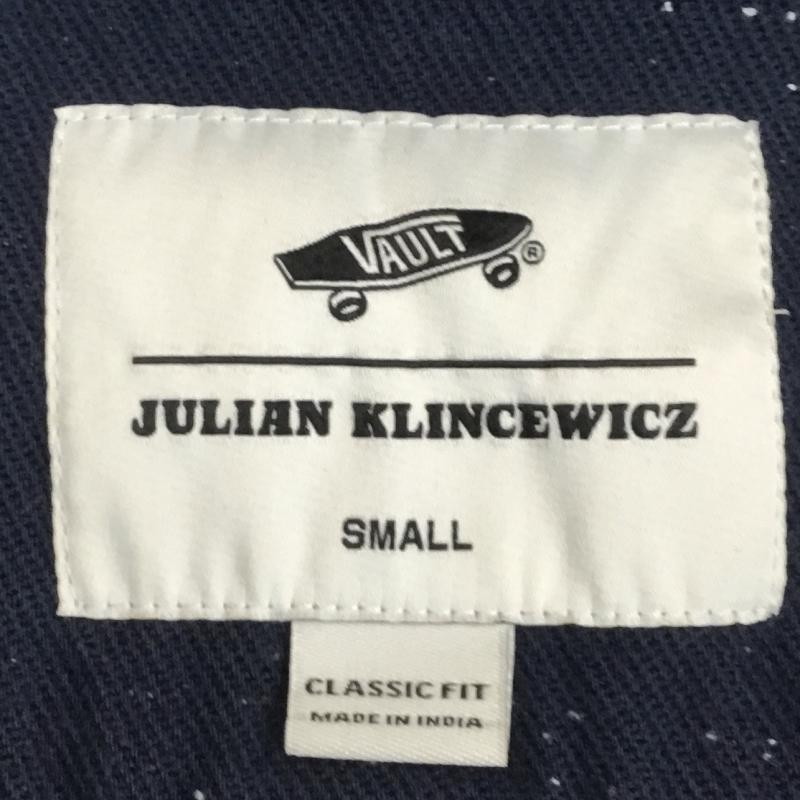 VAULT ®
JULIAN KLINCEWICZ
SMALL
CLASSIC FIT
MADE IN INDIA